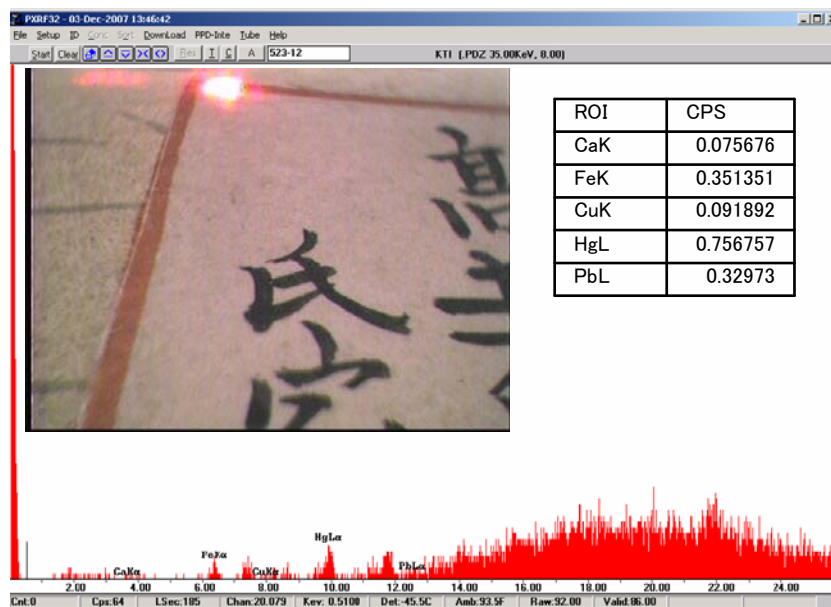 PXRF32 - 03-Dec-2007 13:46:42
File Setup ID Conc Sort DownLoad PPD-Inte Tube Help
Start Clear Res I C A 523-12 KTI [.PDZ 35.00KeV, 8.00]
高
氏
ROI CPS
CaK 0.075676
FeK 0.351351
CuK 0.091892
HgL 0.756757
PbL 0.32973
HgLα
FeKα
PbLα
CaKα
CuKα
2.00 4.00 6.00 8.00 10.00 12.00 14.00 16.00 18.00 20.00 22.00 24.00
Cnt:0 Cps:64 LSec:185 Chan:20.079 Kev: 0.5100 Det:-45.5C Amb:93.5F Raw:92.00 Valid:86.00